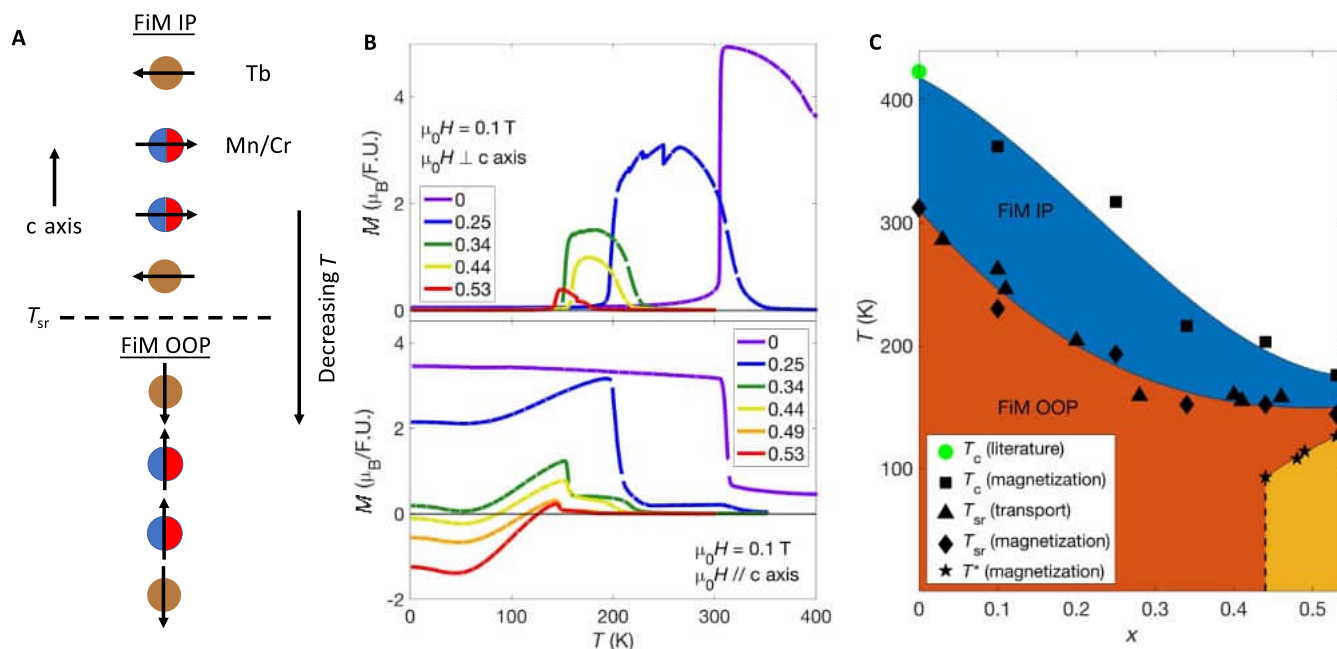 A
FiM IP
Tb
Mn/Cr
c axis
Decreasing T
Tsr
FiM OOP
B
4
2
0
M (μB/F.U.)
μ0H = 0.1 T
μ0H ⊥ c axis
0
0.25
0.34
0.44
0.53
4
2
0
-2
M (μB/F.U.)
0
0.25
0.34
0.44
0.49
0.53
μ0H = 0.1 T
μ0H // c axis
0
100
200
300
400
T (K)
C
400
300
200
100
T (K)
FiM IP
FiM OOP
Tc (literature)
Tc (magnetization)
Tsr (transport)
Tsr (magnetization)
T* (magnetization)
0
0.1
0.2
0.3
0.4
0.5
x